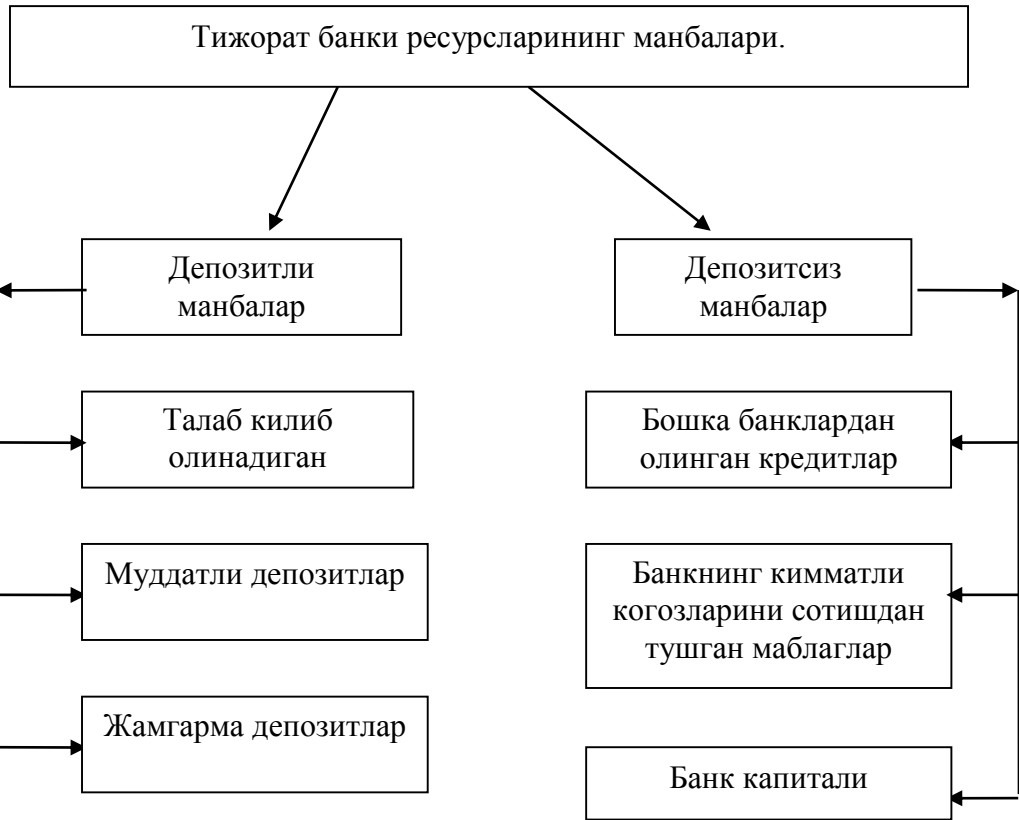 Тижорат банки ресурсларининг манбалари.
Депозитли
манбалар
Депозитсиз
манбалар
Талаб килиб
олинадиган
Бошка банклардан
олинган кредитлар
Муддатли депозитлар
Банкнинг кимматли
когозларини сотишдан
тушган маблаглар
Жамгарма депозитлар
Банк капитали